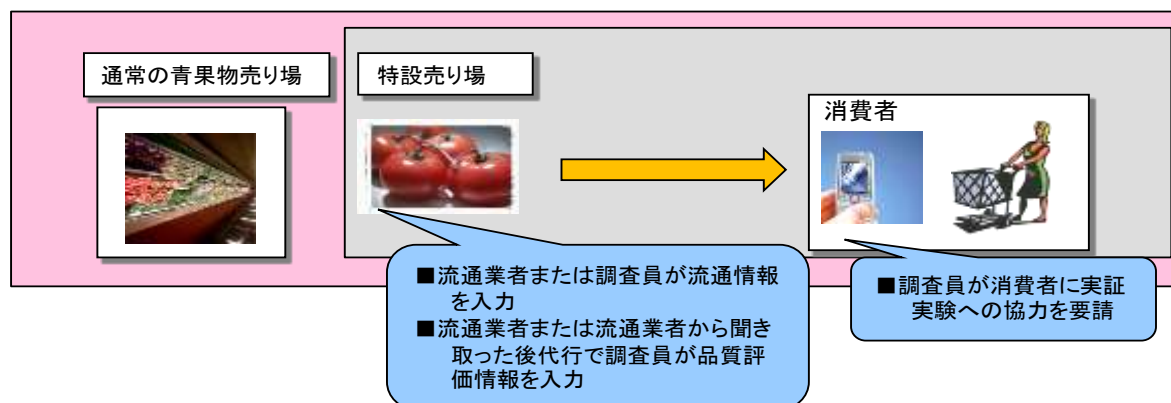 通常の青果物売り場
特設売り場
消費者
■流通業者または調査員が流通情報
を入力
■流通業者または流通業者から聞き
取った後代行で調査員が品質評
価情報を入力
■調査員が消費者に実証
実験への協力を要請